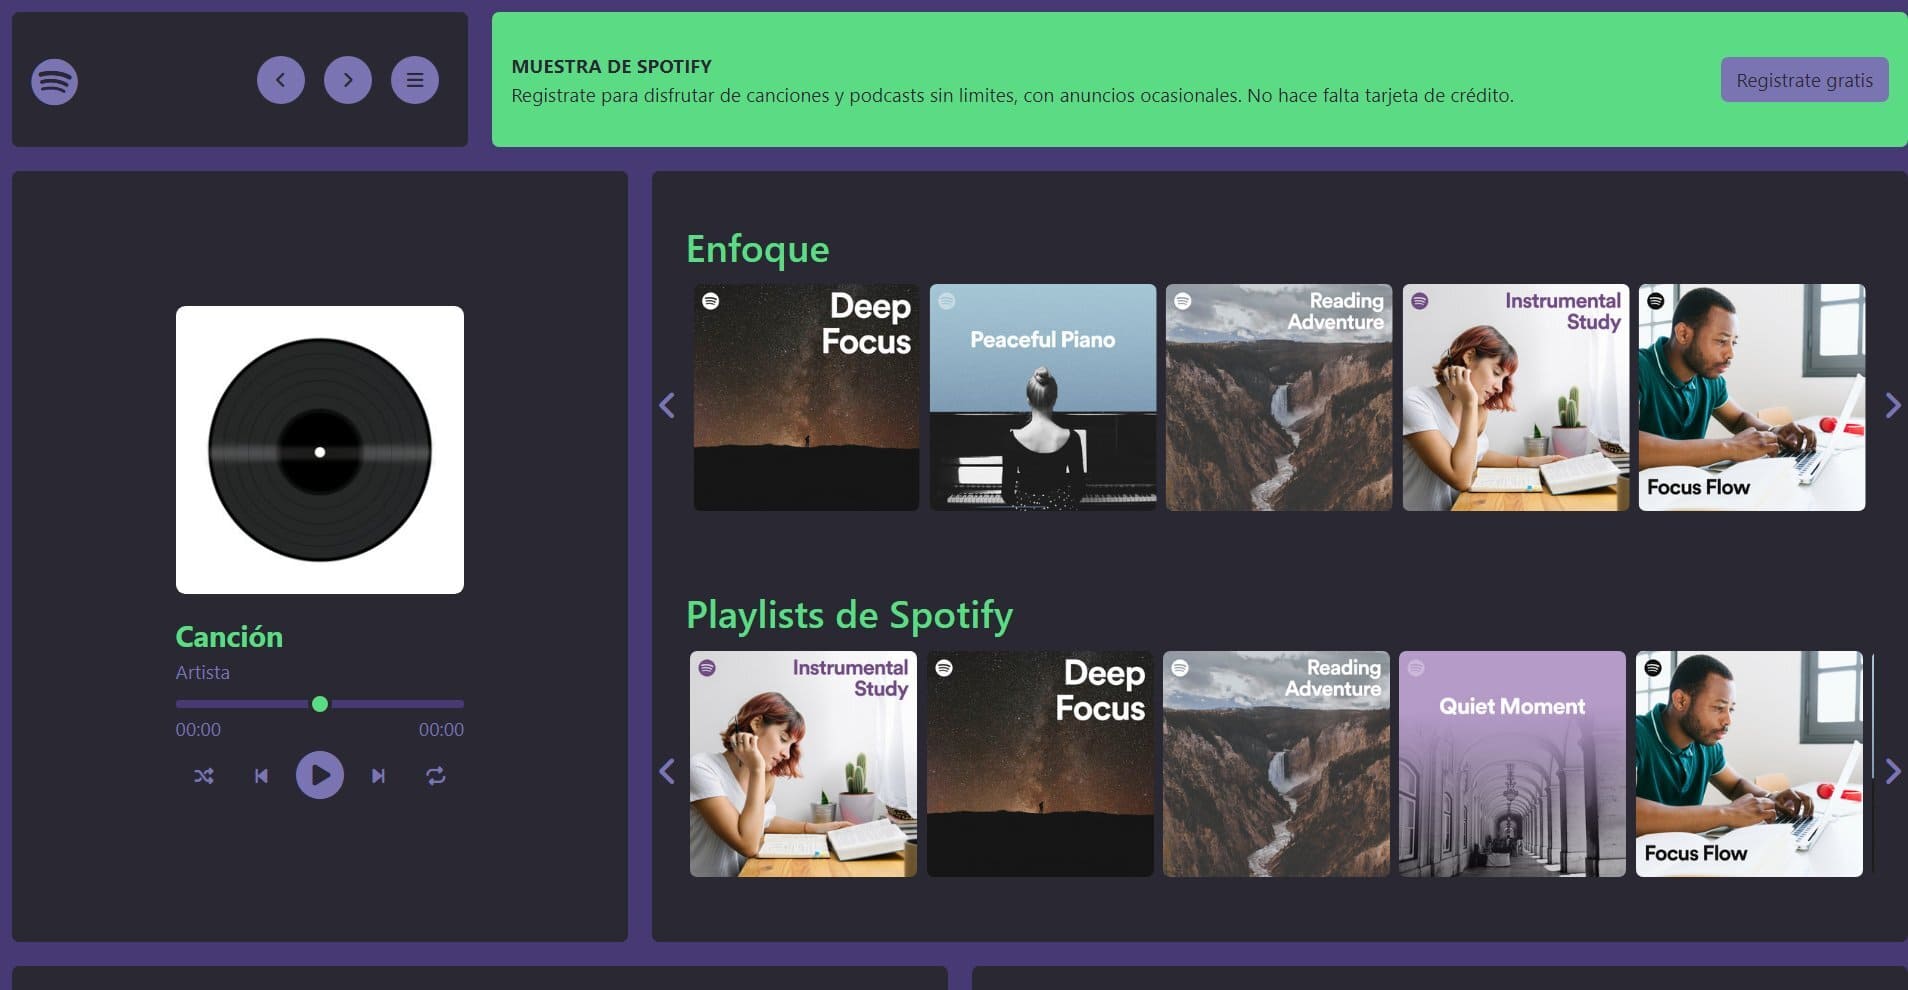 MUESTRA DE SPOTIFY
Registrate para disfrutar de canciones y podcasts sin limites, con anuncios ocasionales. No hace falta tarjeta de crédito.
Registrate gratis
Canción
Artista
00:00 00:00
Enfoque
Deep
Focus
Peaceful Piano
Reading
Adventure
Instrumental
Study
Focus Flow
Playlists de Spotify
Instrumental
Study
Deep
Focus
Reading
Adventure
Quiet Moment
Focus Flow